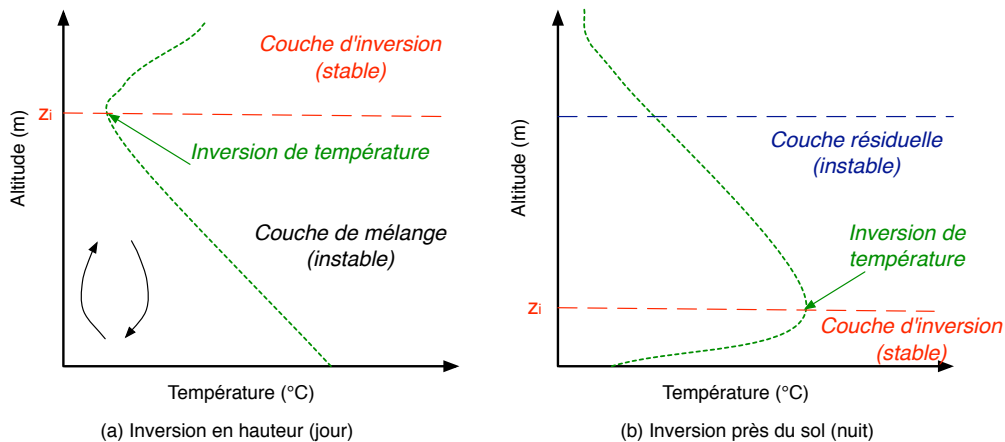 Couche d'inversion
(stable)
zi
Inversion de température
Couche de mélange
(instable)
Altitude (m)
Température (°C)
(a) Inversion en hauteur (jour)
Couche résiduelle
(instable)
Inversion de
température
zi
Couche d'inversion
(stable)
Altitude (m)
Température (°C)
(b) Inversion près du sol (nuit)